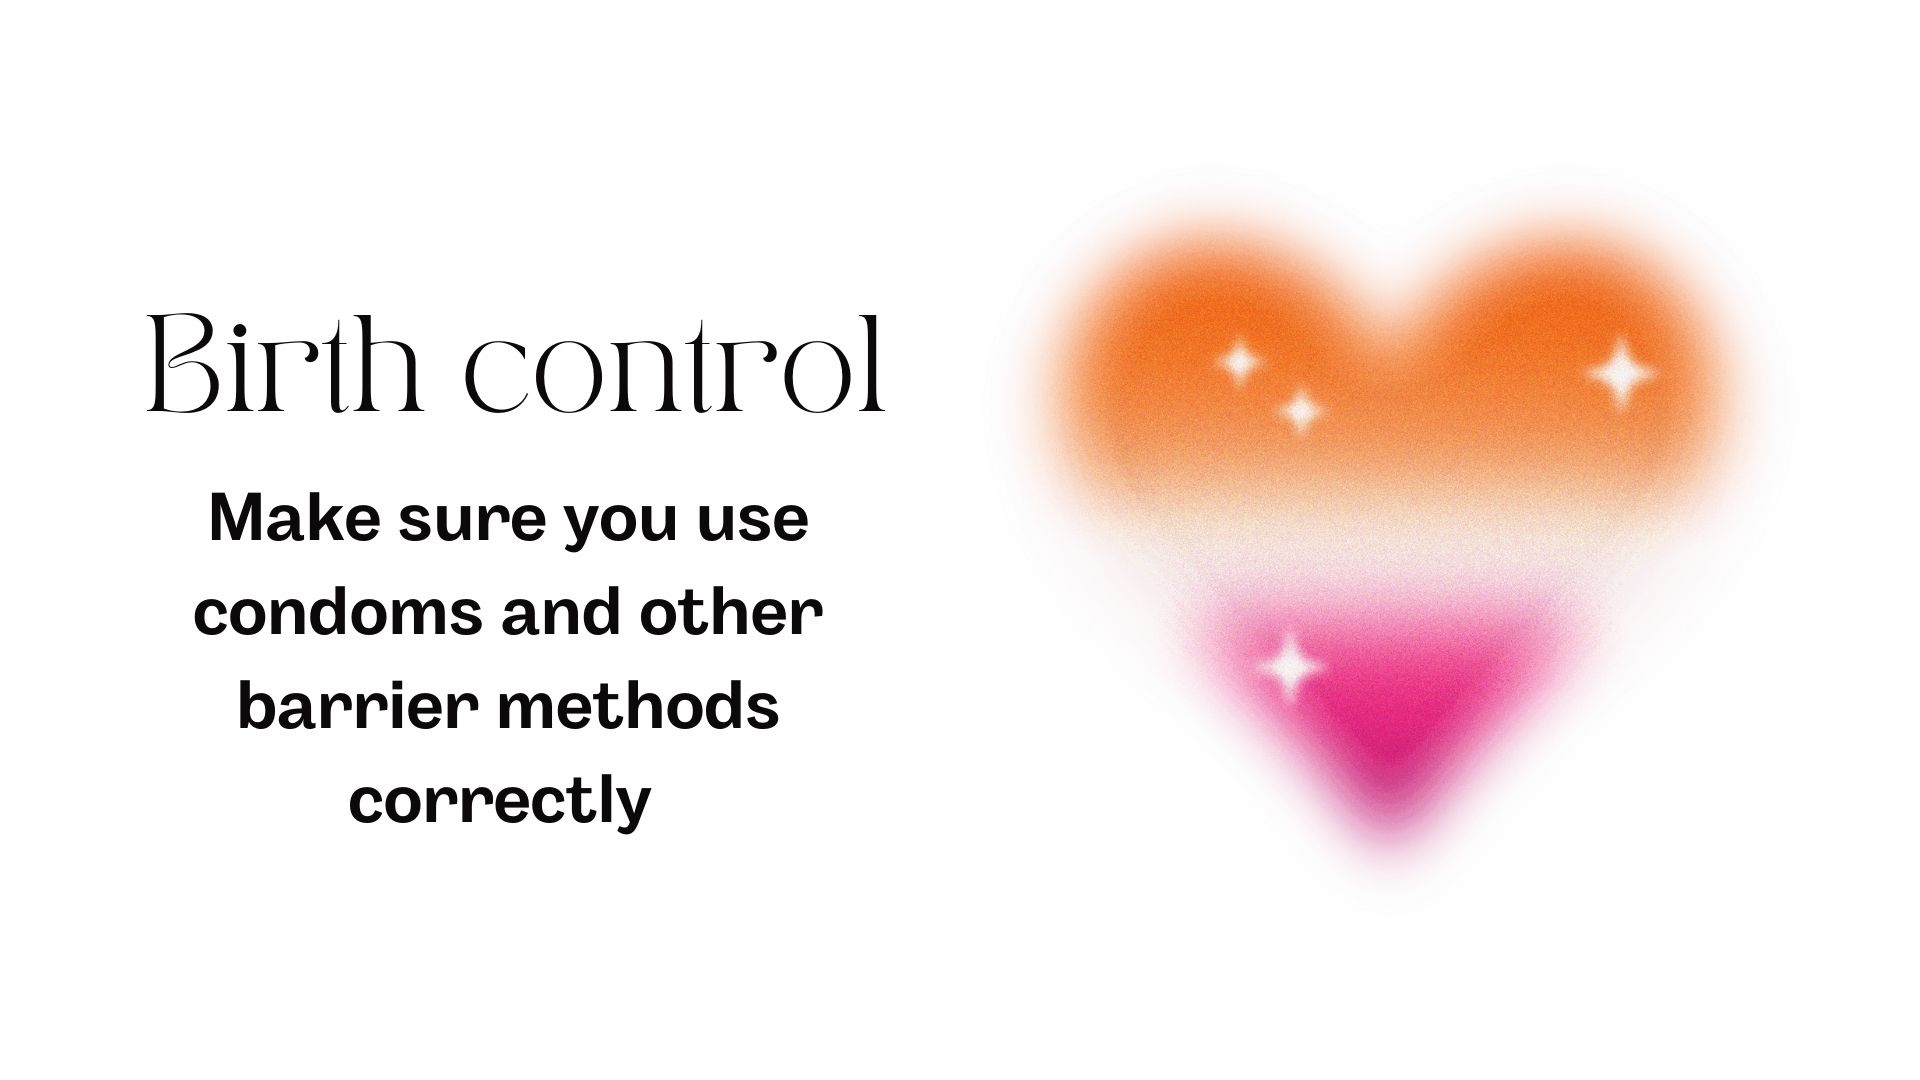 Birth control
Make sure you use
condoms and other
barrier methods
correctly